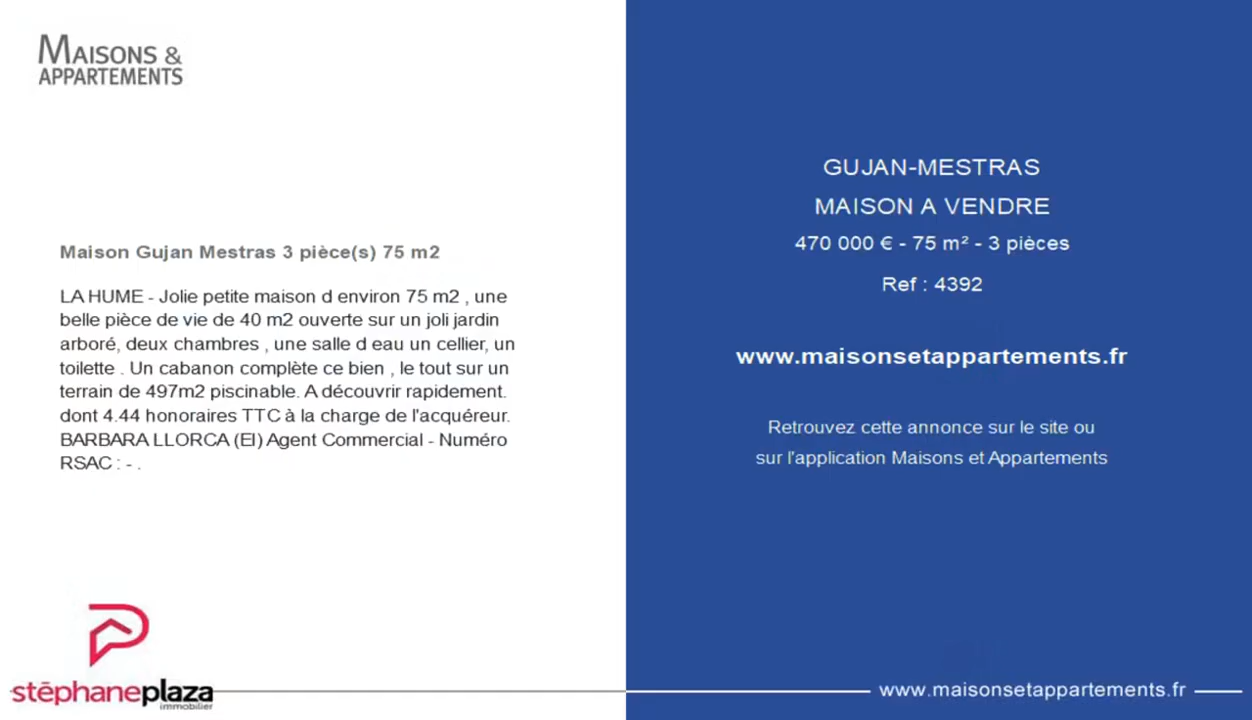 MAISONS &
APPARTEMENTS
Maison Gujan Mestras 3 pièce(s) 75 m2
LA HUME - Jolie petite maison d environ 75 m2 , une
belle pièce de vie de 40 m2 ouverte sur un joli jardin
arboré, deux chambres , une salle d eau un cellier, un
toilette . Un cabanon complète ce bien , le tout sur un
terrain de 497m2 piscinable. A découvrir rapidement.
dont 4.44 honoraires TTC à la charge de l'acquéreur.
BARBARA LLORCA (EI) Agent Commercial - Numéro
RSAC : - .
stéphaneplaza
immobilier
GUJAN-MESTRAS
MAISON A VENDRE
470 000 € - 75 m² - 3 pièces
Ref : 4392
www.maisonsetappartements.fr
Retrouvez cette annonce sur le site ou
sur l'application Maisons et Appartements
www.maisonsetappartements.fr